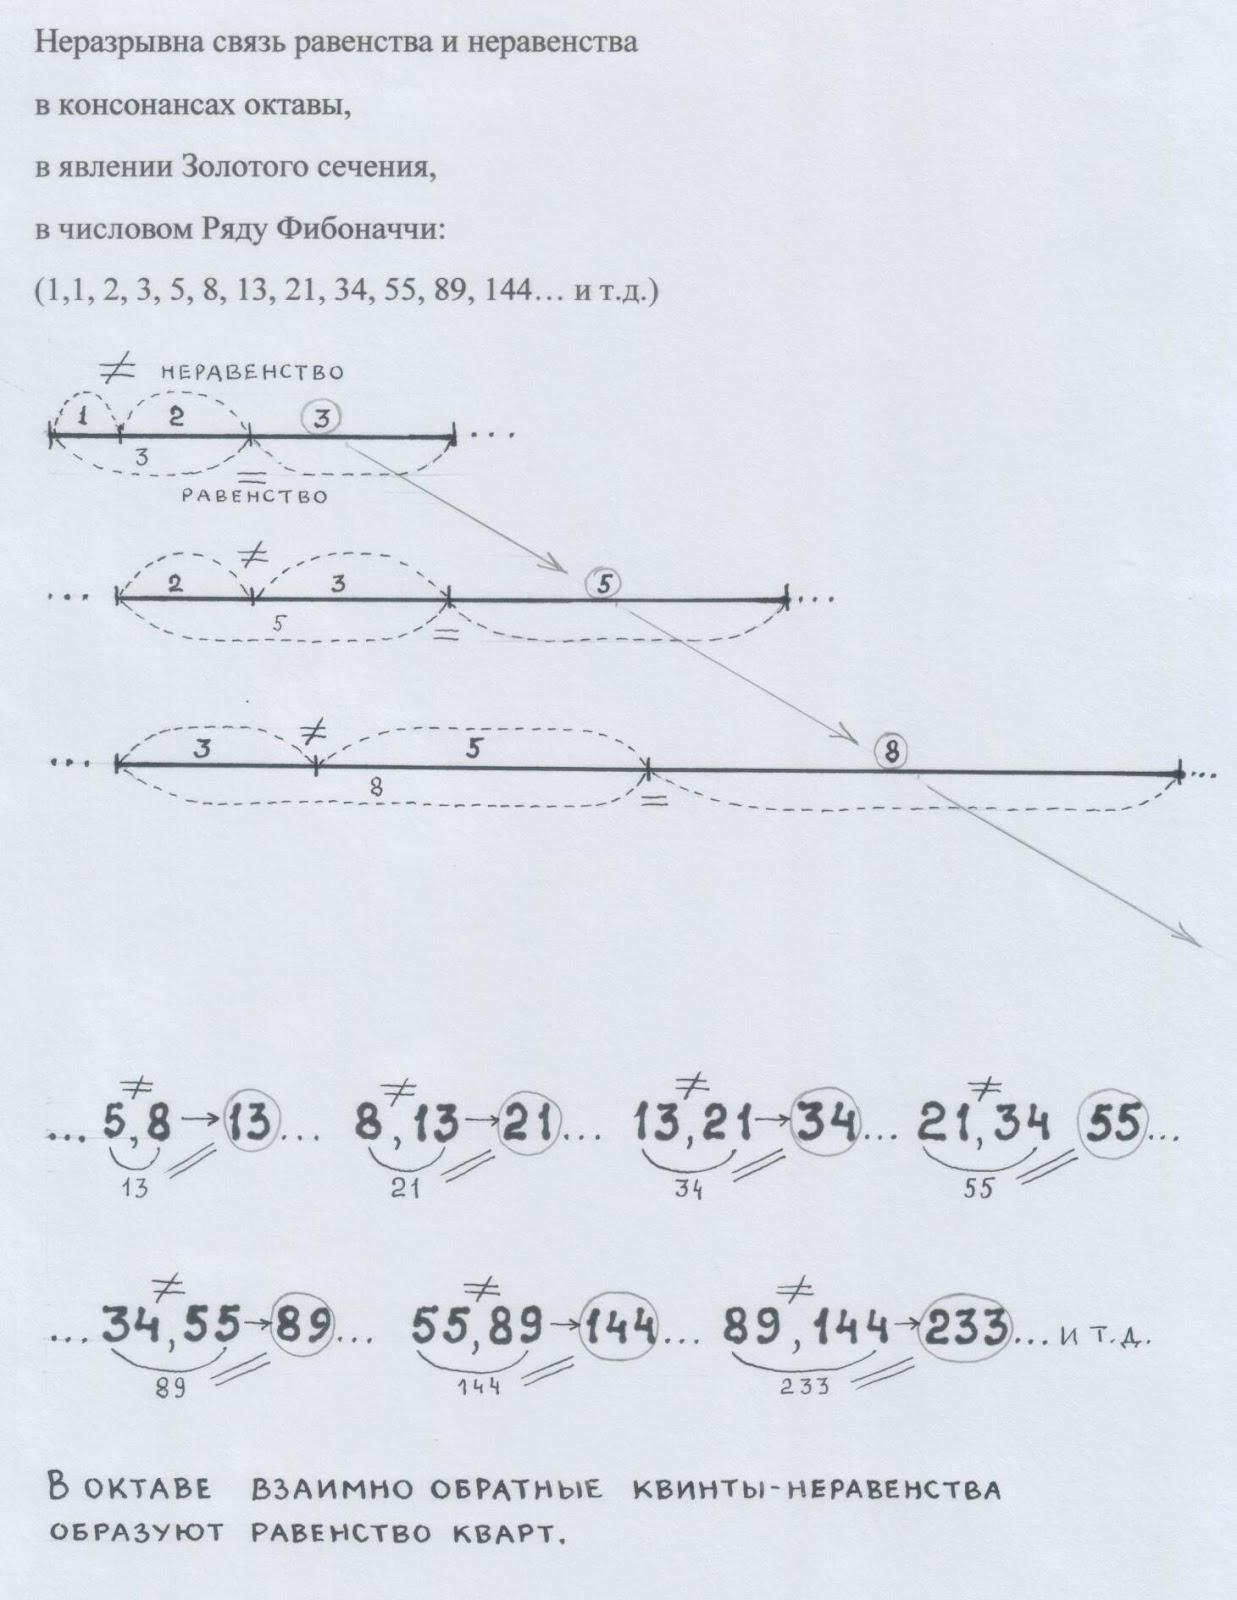 Неразрывна связь равенства и неравенства
в консонансах октавы,
в явлении Золотого сечения,
в числовом Ряду Фибоначчи:
(1,1, 2, 3, 5, 8, 13, 21, 34, 55, 89, 144… и т.д.)
≠ НЕРАВЕНСТВО
1 2 3 ...
3
=
РАВЕНСТВО
≠
... 2 3 5 ...
5
=
≠
... 3 5 8 ...
8
=
≠ ≠ ≠ ≠
... 5,8 → 13 ... 8,13 → 21 ... 13,21 → 34 ... 21,34 55 ...
13 = 21 = 34 = 55 =
≠ ≠ ≠
... 34,55 → 89 ... 55,89 → 144 ... 89,144 → 233 ... И Т.Д.
89 = 144 = 233 =
В ОКТАВЕ ВЗАИМНО ОБРАТНЫЕ КВИНТЫ-НЕРАВЕНСТВА
ОБРАЗУЮТ РАВЕНСТВО КВАРТ.